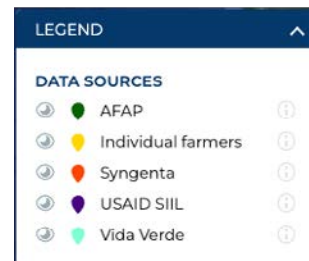 LEGEND
DATA SOURCES
AFAP
Individual farmers
Syngenta
USAID SIIL
Vida Verde